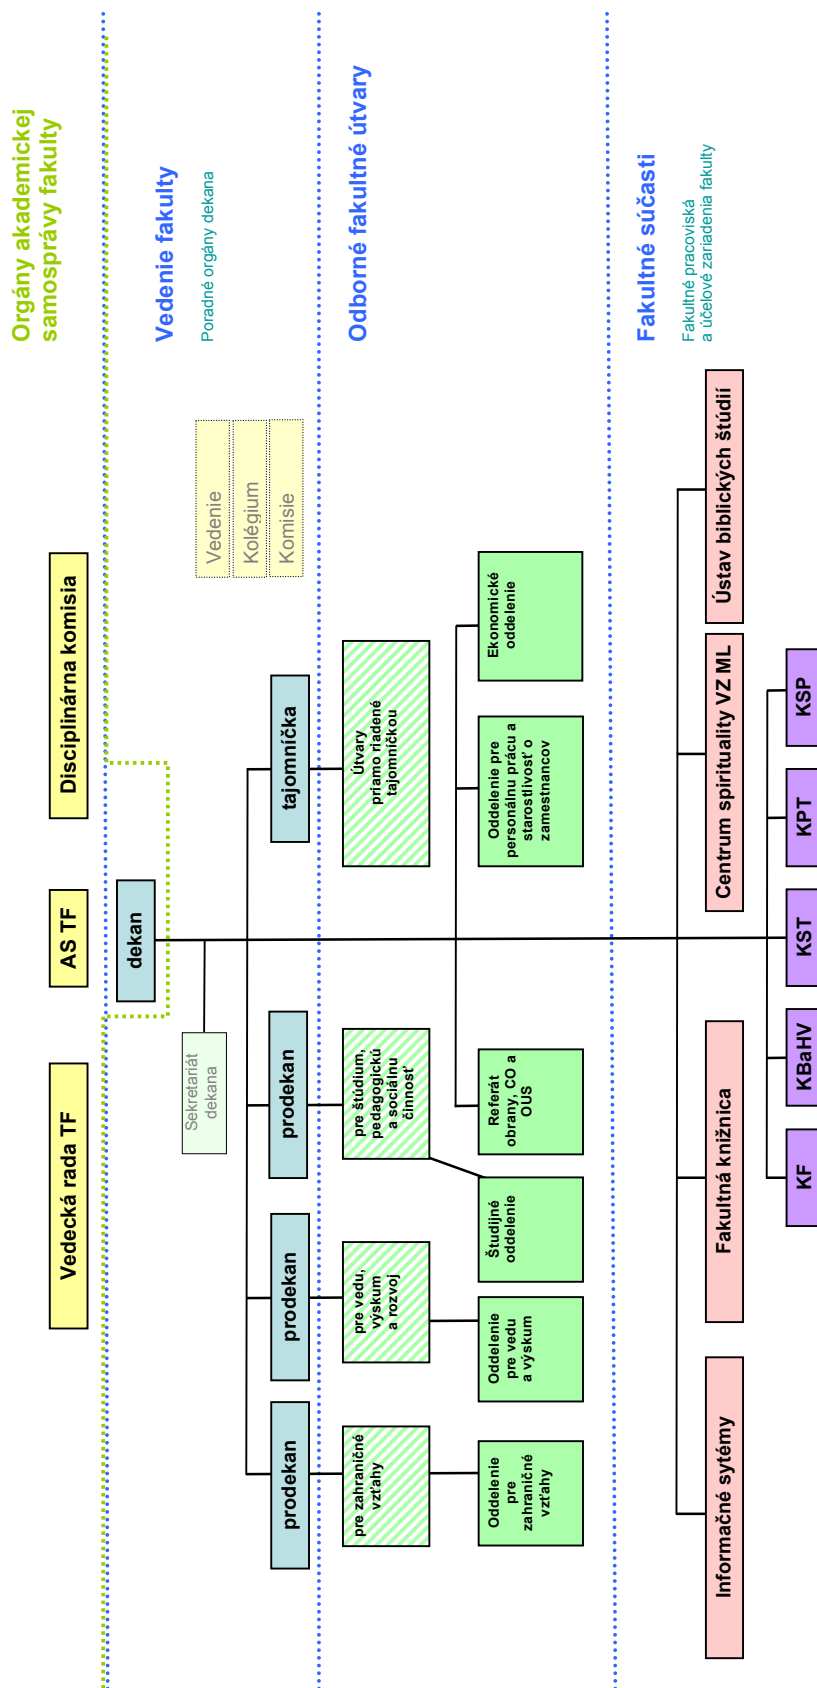 Orgány akademickej
samosprávy fakulty
Vedecká rada TF
AS TF
Disciplinárna komisia
Vedenie fakulty
Poradné orgány dekana
dekan
Sekretariát
dekana
Vedenie
Kolégium
Komisie
prodekan
prodekan
prodekan
tajomníčka
Odborné fakultné útvary
pre zahraničné
vzťahy
pre vedu,
výskum
a rozvoj
pre štúdium,
pedagogickú
a sociálnu
činnosť
Útvary
priamo riadené
tajomníčkou
Oddelenie
pre
zahraničné
vzťahy
Oddelenie
pre vedu
a výskum
Študijné
oddelenie
Referát
obrany, CO a
OUS
Oddelenie pre
personálnu prácu a
starostlivosť o
zamestnancov
Ekonomické
oddelenie
Fakultné súčasti
Fakultné pracoviská
a účelové zariadenia fakulty
Informačné sytémy
Fakultná knižnica
Centrum spirituality VZ ML
Ústav biblických štúdií
KF
KBaHV
KST
KPT
KSP